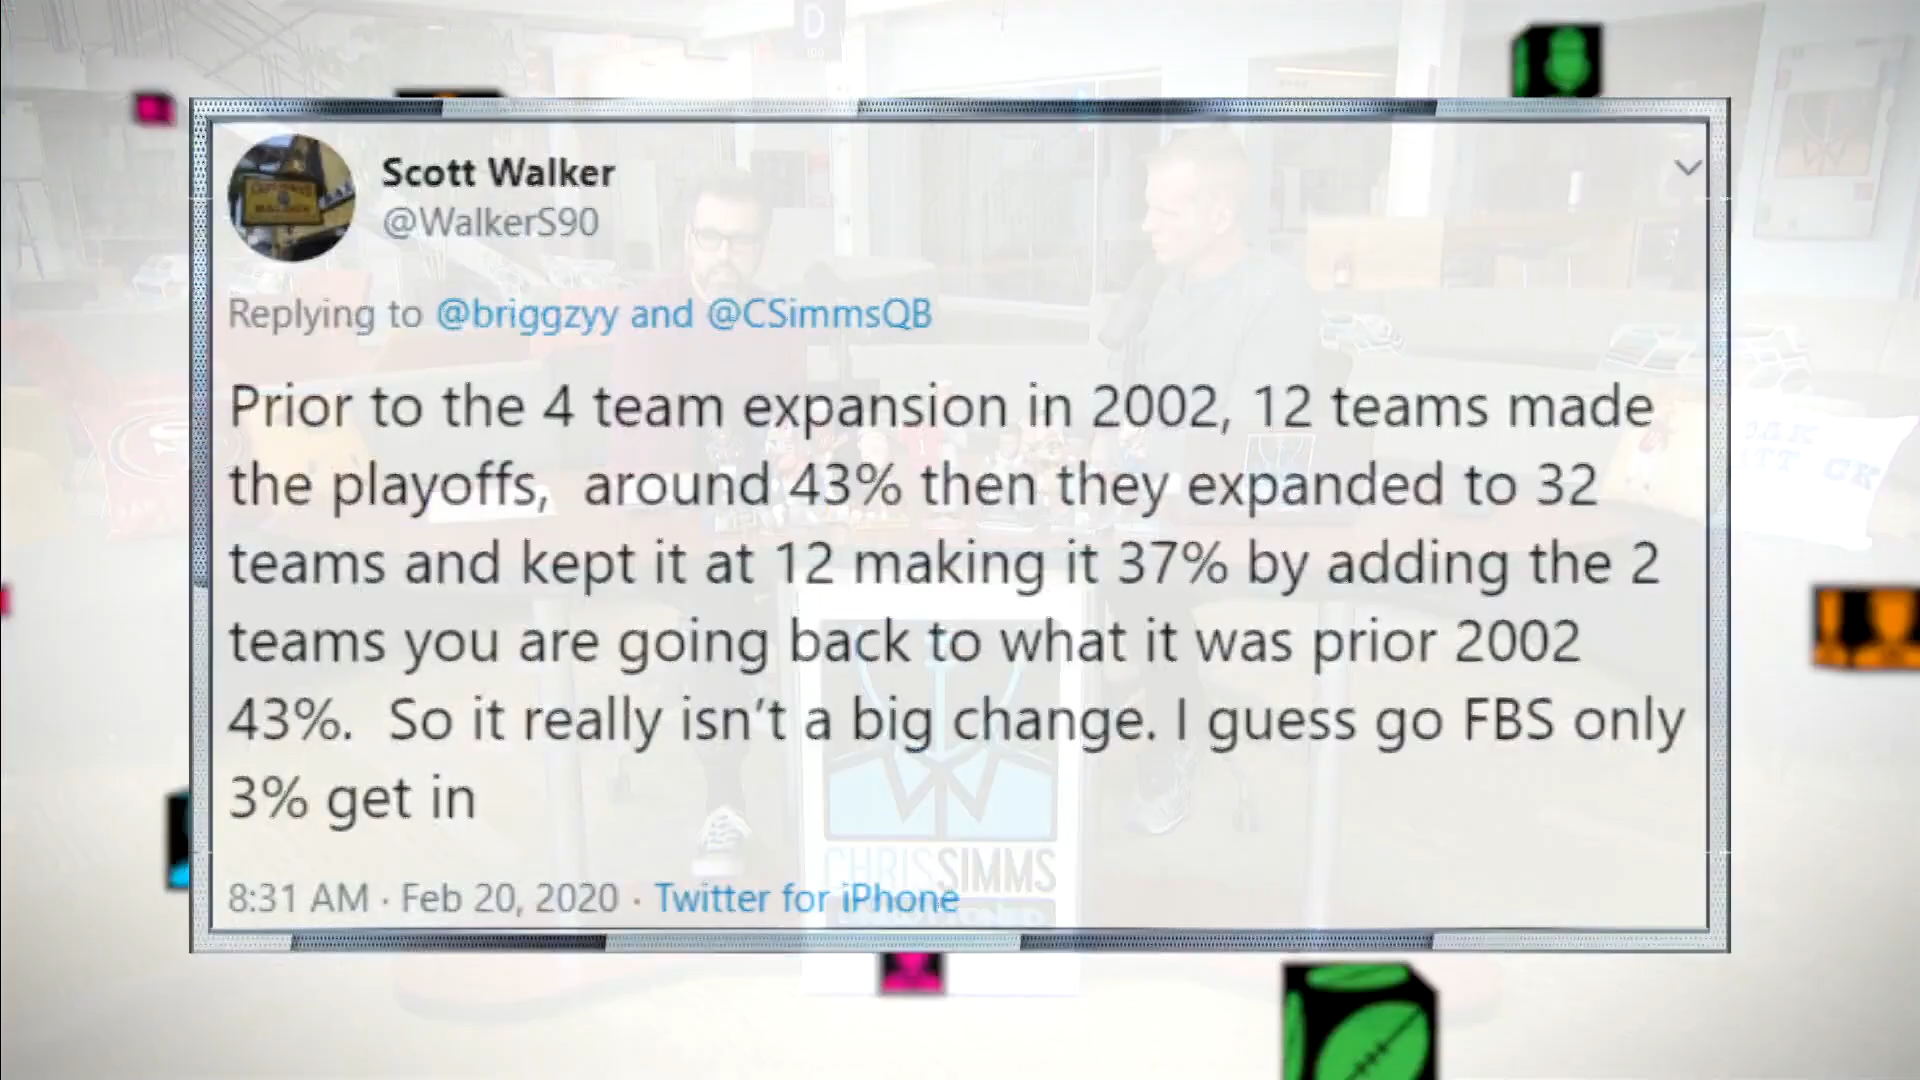 D
Scott Walker
@WalkerS90
Replying to @briggzyy and @CSimmsQB
Prior to the 4 team expansion in 2002, 12 teams made
the playoffs,  around 43% then they expanded to 32
teams and kept it at 12 making it 37% by adding the 2
teams you are going back to what it was prior 2002
43%.  So it really isn't a big change. I guess go FBS only
3% get in
8:31 AM · Feb 20, 2020 · Twitter for iPhone
CHRIS SIMMS